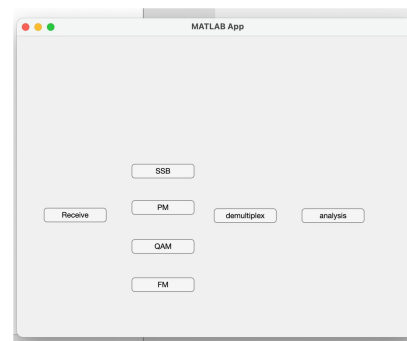 MATLAB App
SSB
PM
Receive
demultiplex
analysis
QAM
FM